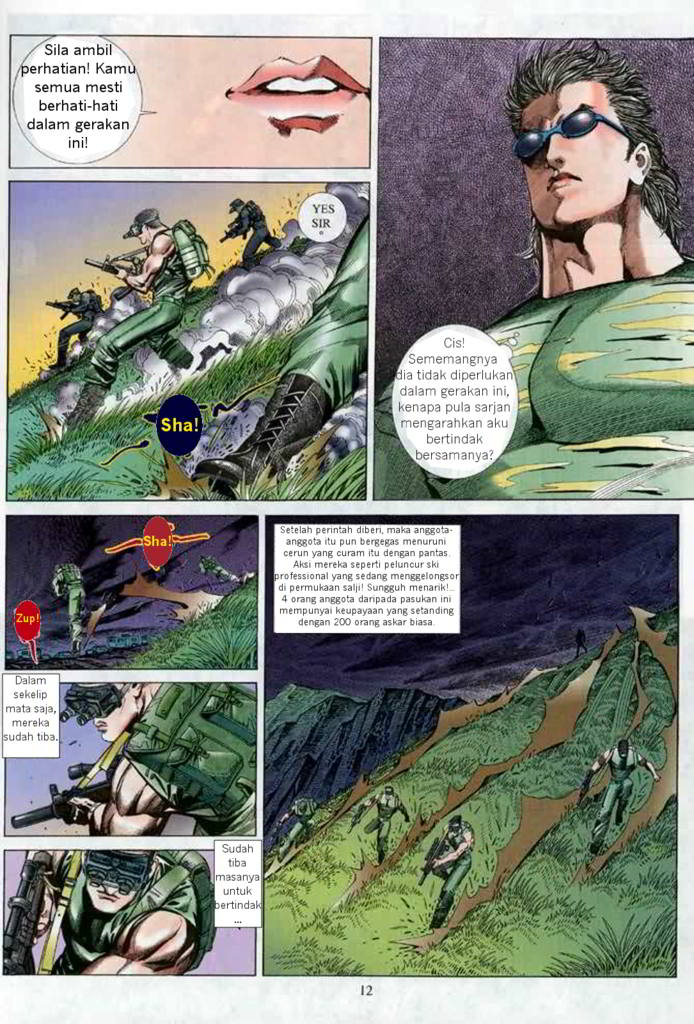 Sila ambil
perhatian! Kamu
semua mesti
berhati-hati
dalam gerakan
ini!
YES
SIR
Sha!
Cis!
Sememangnya
dia tidak diperlukan
dalam gerakan ini,
kenapa pula sarjan
mengarahkan aku
bertindak
bersamanya?
Sha!
Zup!
Setelah perintah diberi, maka anggota-
anggota itu pun bergegas menuruni
cerun yang curam itu dengan pantas.
Aksi mereka seperti peluncur ski
professional yang sedang menggelongsor
di permukaan salji! Sungguh menarik!...
4 orang anggota daripada pasukan ini
mempunyai keupayaan yang setanding
dengan 200 orang askar biasa.
Dalam
sekelip
mata saja,
mereka
sudah tiba.
Sudah
tiba
masanya
untuk
bertindak
...
12